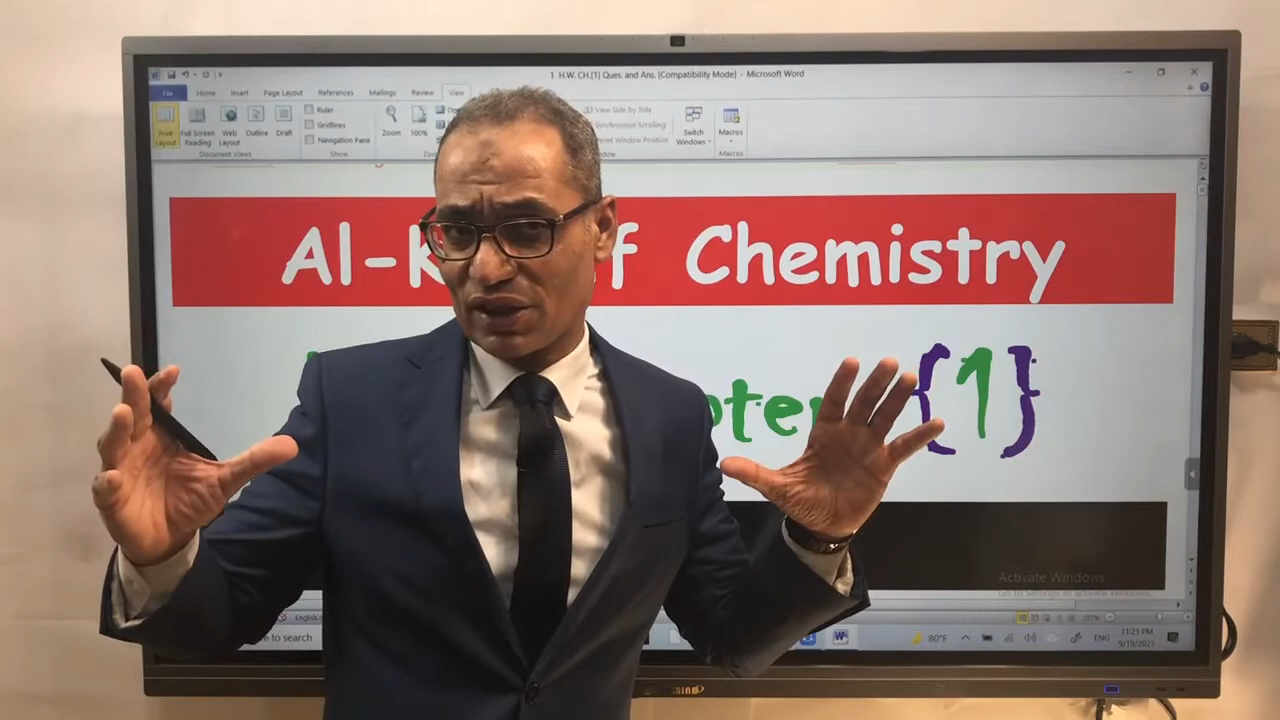 1 H.W. CH.[1] Ques. and Ans. [Compatibility Mode] - Microsoft Word
File Home Insert Page Layout References Mailings Review View
Print Layout
Full Screen Reading
Web Layout
Outline
Draft
Document Views
Ruler
Gridlines
Navigation Pane
Show
Zoom
100%
View Side by Side
Synchronous Scrolling
Reset Window Position
Switch Windows
Macros
Macros
Al-K f Chemistry
pter {1}
Activate Windows
Go to Settings to activate Windows.
227%
to search
80°F ENG 11:21 PM
9/19/2021